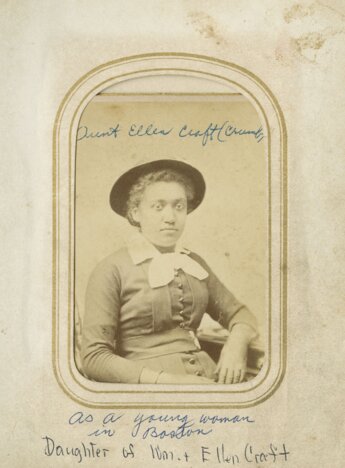 Aunt Ellen Craft (Crum)
as a young woman
in Boston
Daughter of Wm. + Ellen Craft